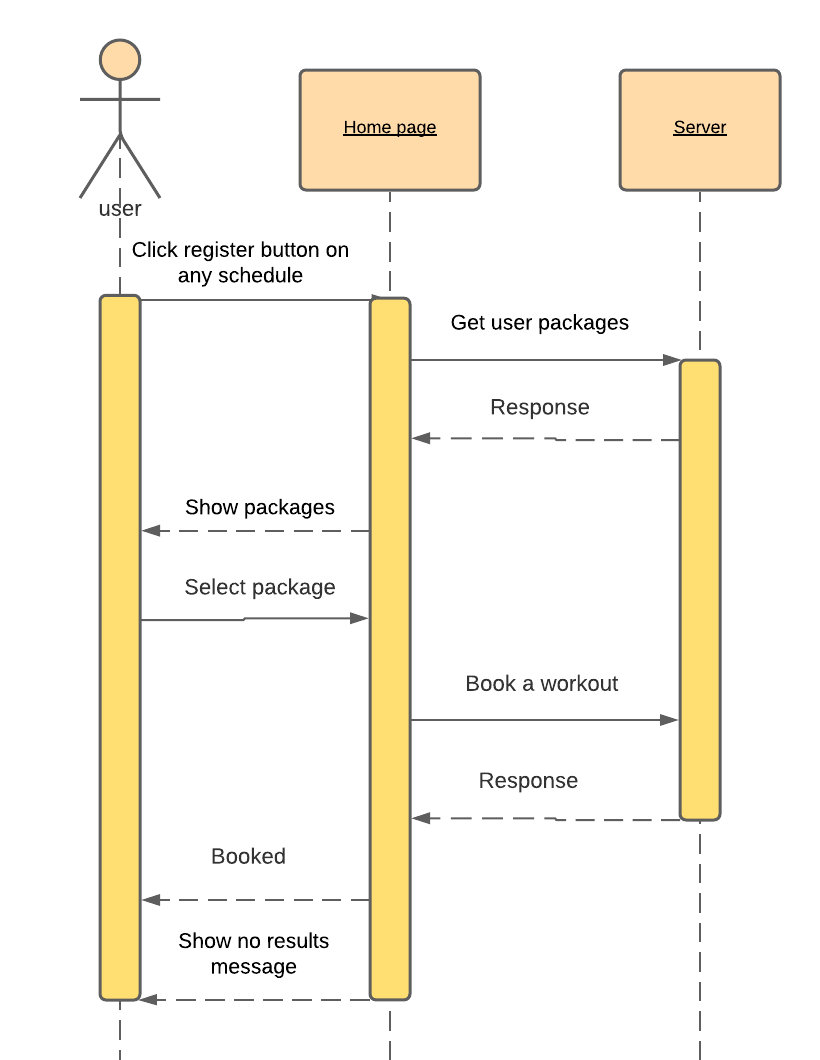 Home page
Server
user
Click register button on
any schedule
Get user packages
Response
Show packages
Select package
Book a workout
Response
Booked
Show no results
message